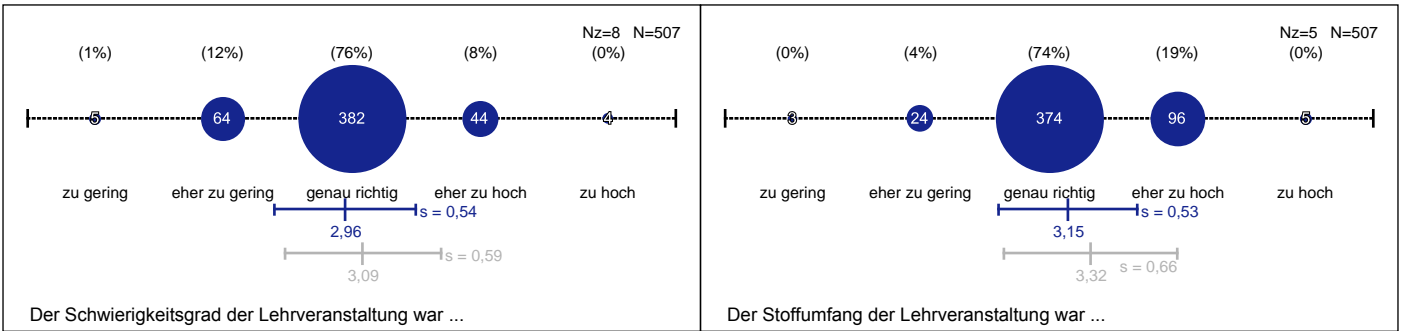 Nz=8 N=507
(1%) (12%) (76%) (8%) (0%)
5 64 382 44 4
zu gering eher zu gering genau richtig eher zu hoch zu hoch
s = 0,54
2,96
s = 0,59
3,09
Der Schwierigkeitsgrad der Lehrveranstaltung war ...
Nz=5 N=507
(0%) (4%) (74%) (19%) (0%)
3 24 374 96 5
zu gering eher zu gering genau richtig eher zu hoch zu hoch
s = 0,53
3,15
s = 0,66
3,32
Der Stoffumfang der Lehrveranstaltung war ...